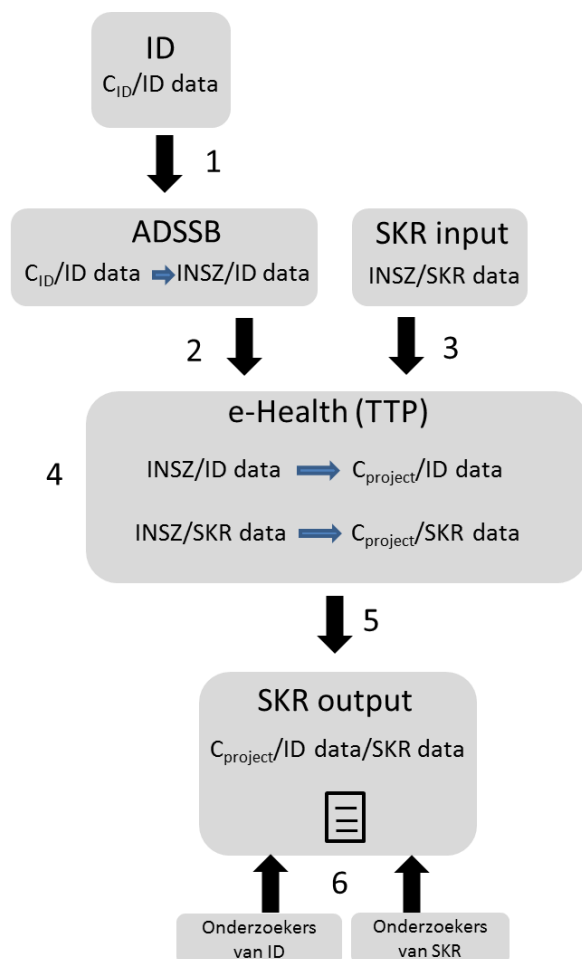 ID
C_ID/ID data
1
ADSSB
C_ID/ID data INSZ/ID data
SKR input
INSZ/SKR data
2
3
e-Health (TTP)
4
INSZ/ID data C_project/ID data
INSZ/SKR data C_project/SKR data
5
SKR output
C_project/ID data/SKR data
6
Onderzoekers
van ID
Onderzoekers
van SKR